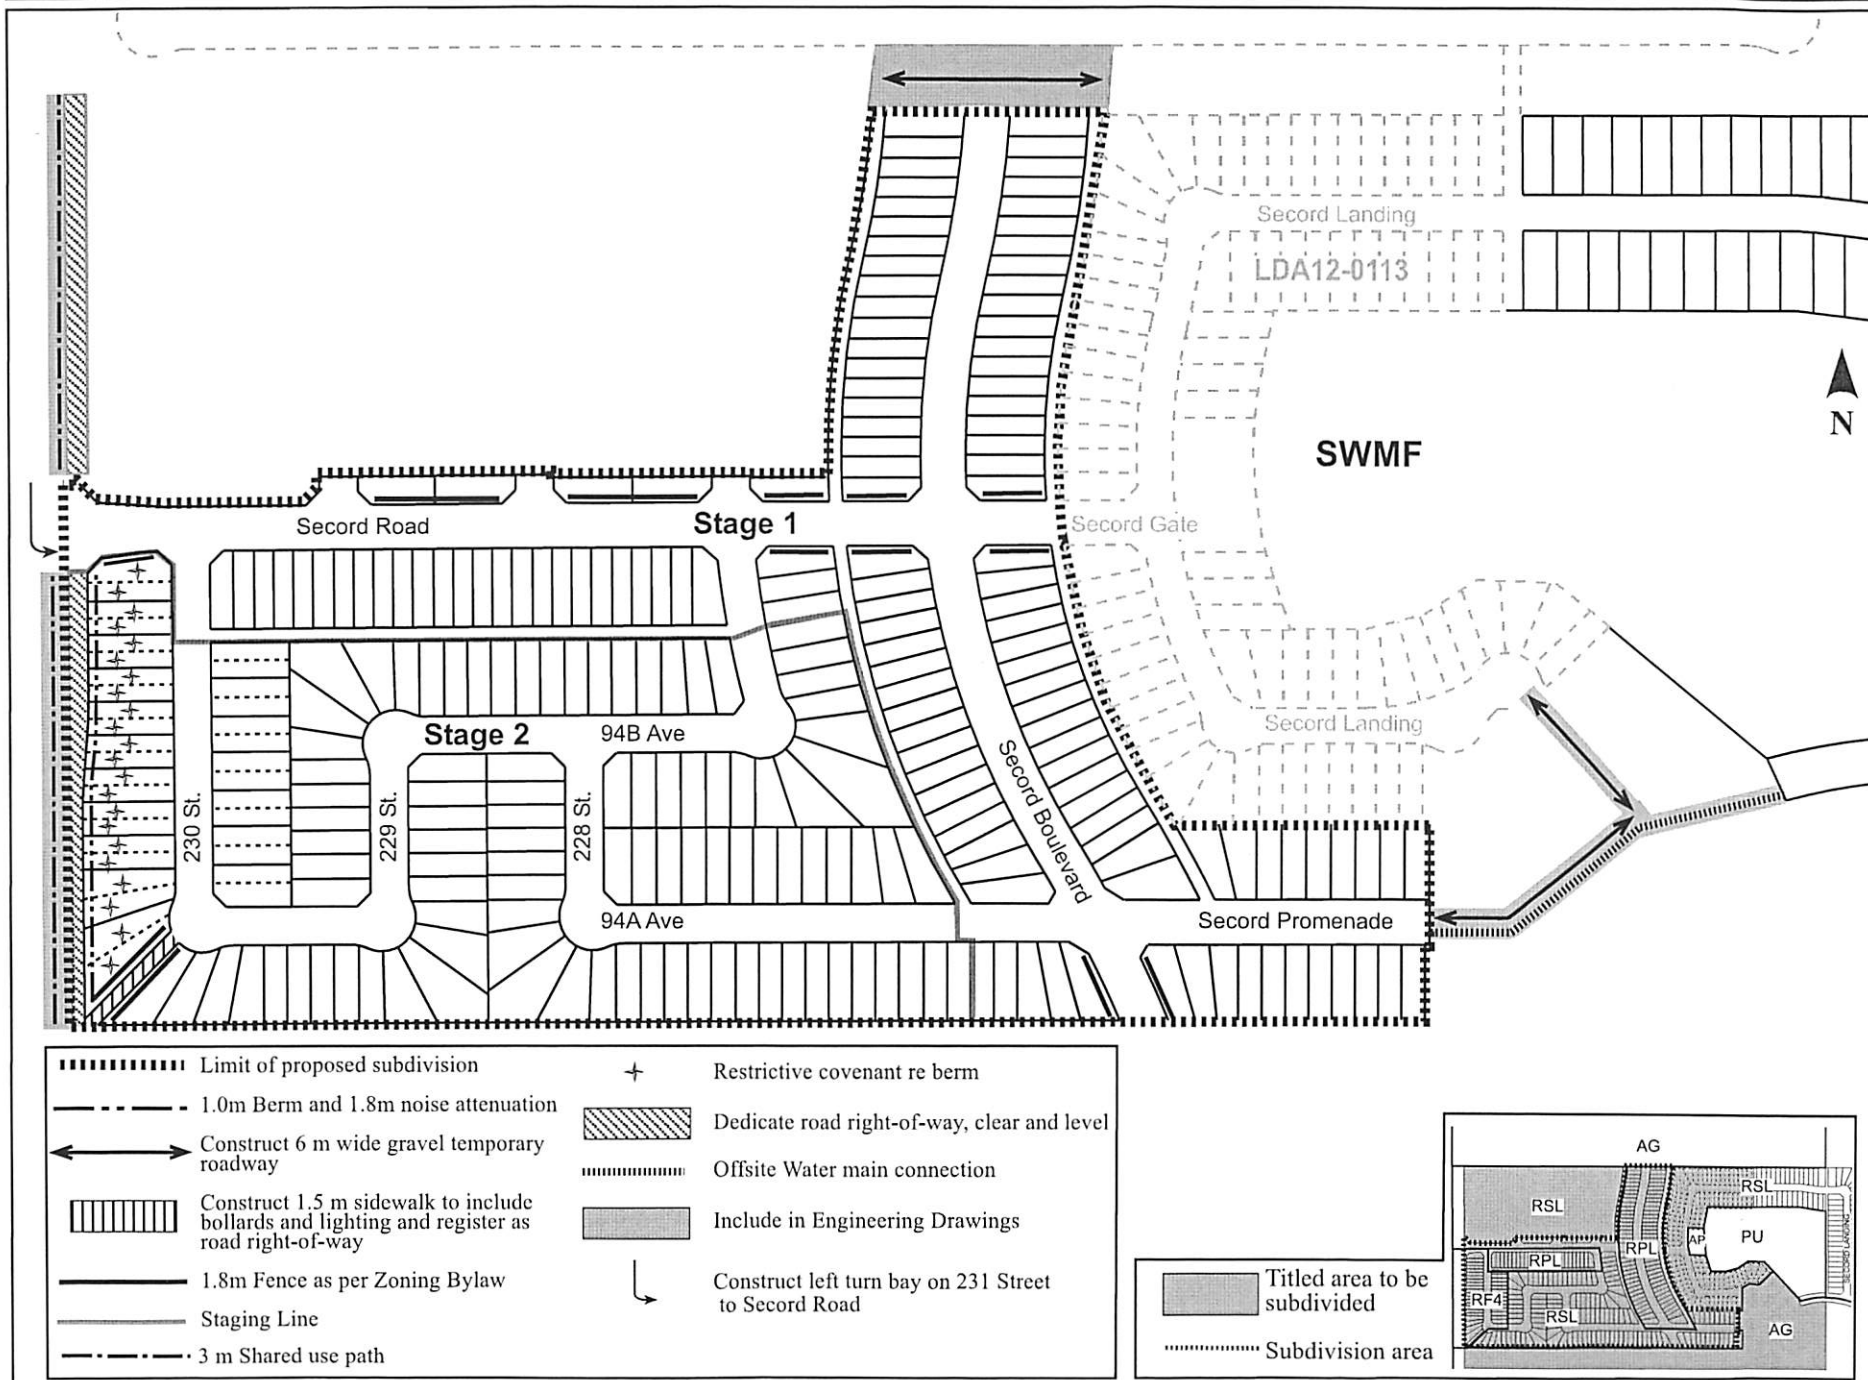 Secord Landing
LDA12-0113
SWMF
N
Secord Road
Stage 1
Secord Gate
Stage 2
94B Ave
Secord Landing
230 St.
229 St.
228 St.
Secord Boulevard
94A Ave
Secord Promenade
Limit of proposed subdivision
1.0m Berm and 1.8m noise attenuation
Construct 6 m wide gravel temporary
roadway
Construct 1.5 m sidewalk to include
bollards and lighting and register as
road right-of-way
1.8m Fence as per Zoning Bylaw
Staging Line
3 m Shared use path
Restrictive covenant re berm
Dedicate road right-of-way, clear and level
Offsite Water main connection
Include in Engineering Drawings
Construct left turn bay on 231 Street
to Secord Road
Titled area to be
subdivided
Subdivision area
AG
RSL
RSL
RPL
AP
PU
RPL
RF4
RSL
AG
SECORD LANDING